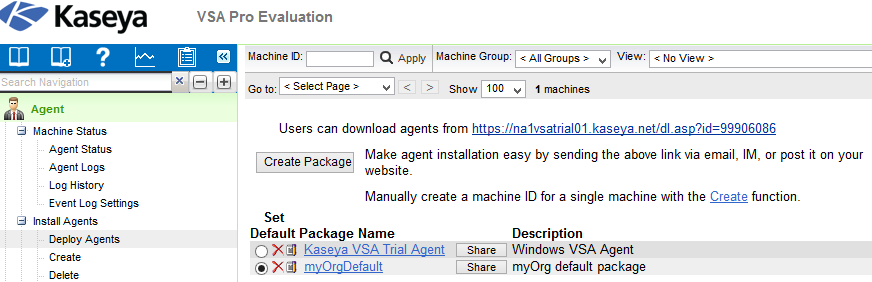 Kaseya
VSA Pro Evaluation
Machine ID: Apply Machine Group: < All Groups > View: < No View >
Search Navigation
Go to: < Select Page > < > Show 100 1 machines
Agent
Machine Status
Agent Status
Agent Logs
Log History
Event Log Settings
Install Agents
Deploy Agents
Create
Delete
Users can download agents from https://na1vsatrial01.kaseya.net/dl.asp?id=99906086
Create Package
Make agent installation easy by sending the above link via email, IM, or post it on your
website.
Manually create a machine ID for a single machine with the Create function.
Set
Default Package Name Description
Kaseya VSA Trial Agent Share Windows VSA Agent
myOrgDefault Share myOrg default package